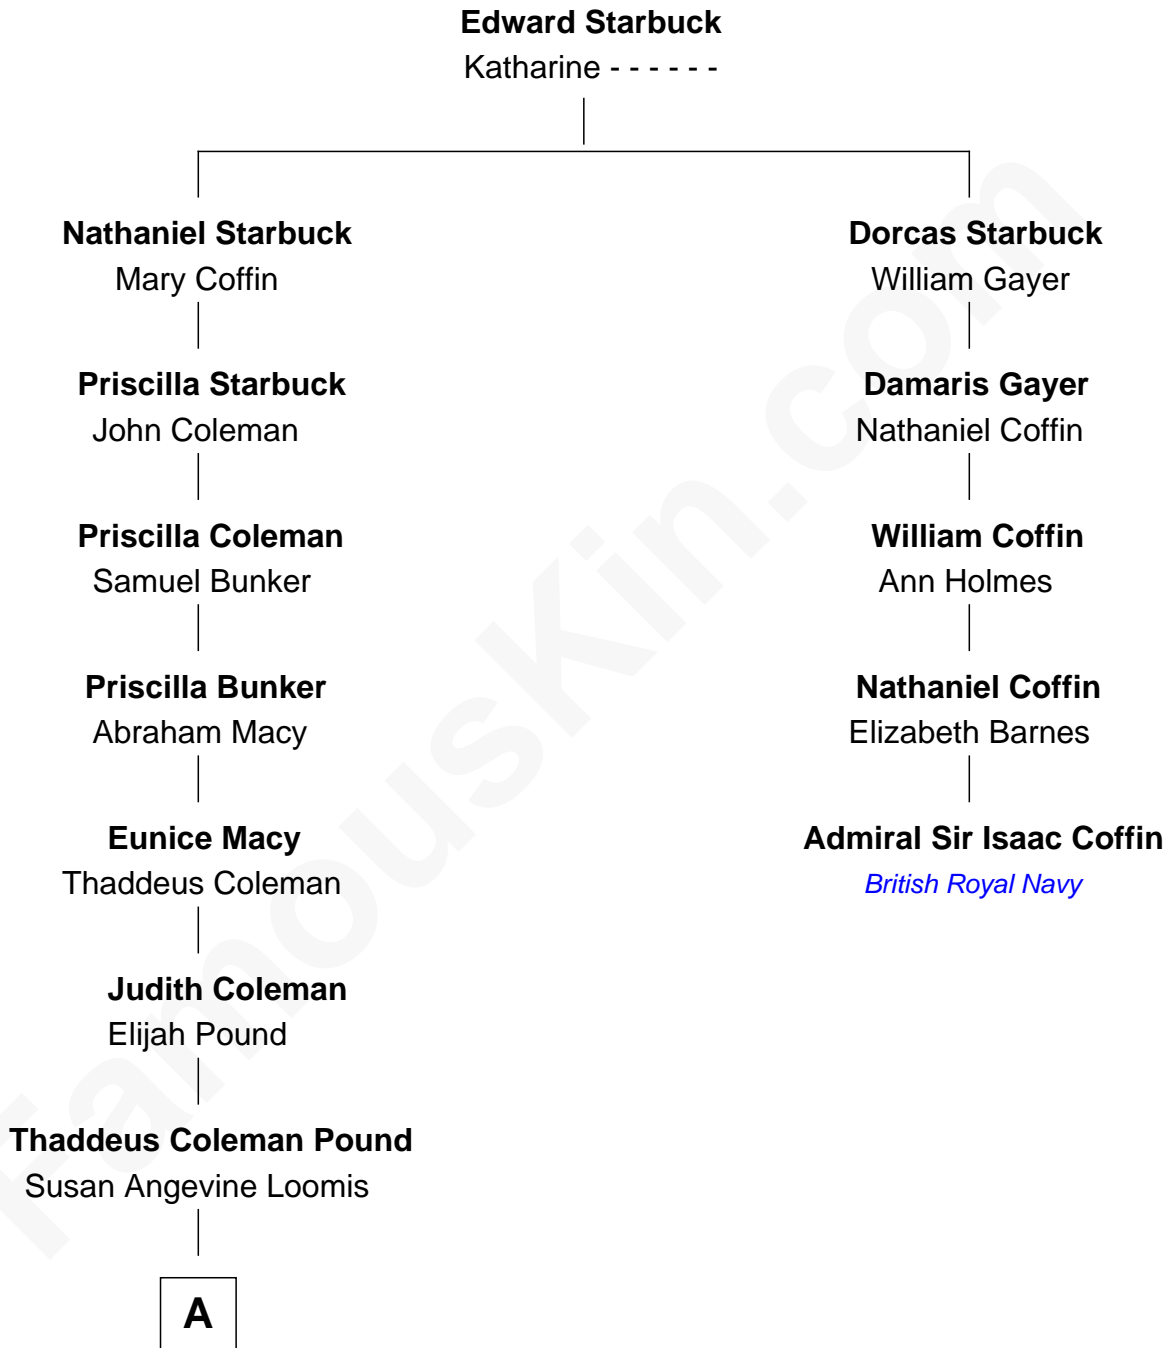 Edward Starbuck
Katharine - - - - - -
Nathaniel Starbuck
Mary Coffin
Dorcas Starbuck
William Gayer
Priscilla Starbuck
John Coleman
Damaris Gayer
Nathaniel Coffin
Priscilla Coleman
Samuel Bunker
William Coffin
Ann Holmes
Priscilla Bunker
Abraham Macy
Nathaniel Coffin
Elizabeth Barnes
Eunice Macy
Thaddeus Coleman
Admiral Sir Isaac Coffin
British Royal Navy
Judith Coleman
Elijah Pound
Thaddeus Coleman Pound
Susan Angevine Loomis
A
FamousKin.com